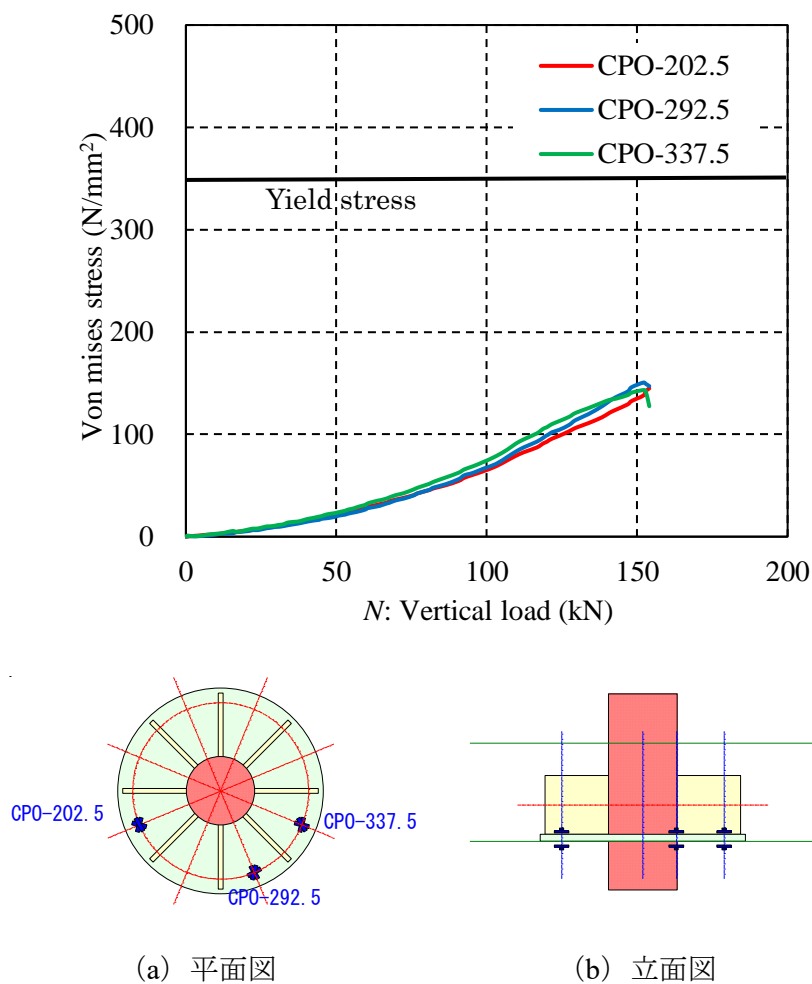 500
400
300
200
100
0
Von mises stress (N/mm²)
CPO-202.5
CPO-292.5
CPO-337.5
Yield stress
0 50 100 150 200
N: Vertical load (kN)
CPO-202.5
CPO-337.5
CPO-292.5
(a) 平面図
(b) 立面図